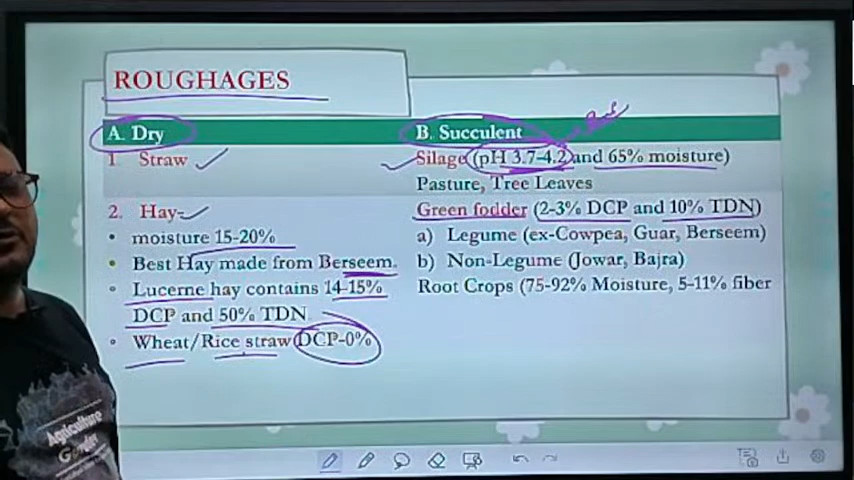 ROUGHAGES
A. Dry
B. Succulent
1 Straw
Silage (pH 3.7-4.2 and 65% moisture)
Pasture, Tree Leaves
2. Hay-
Green fodder (2-3% DCP and 10% TDN)
• moisture 15-20%
a) Legume (ex-Cowpea, Guar, Berseem)
• Best Hay made from Berseem.
b) Non-Legume (Jowar, Bajra)
• Lucerne hay contains 14-15%
DCP and 50% TDN
Root Crops (75-92% Moisture, 5-11% fiber
• Wheat/Rice straw DCP-0%
Agriculture